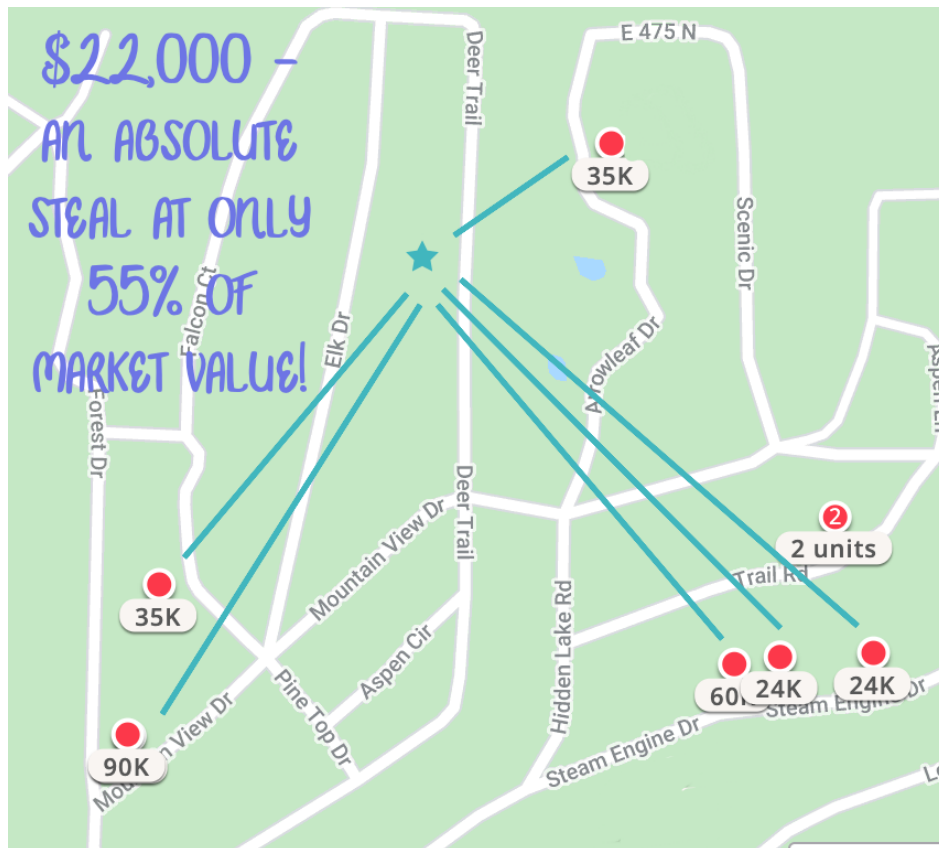 $22,000 -
AN ABSOLUTE
STEAL AT ONLY
55% OF
MARKET VALUE!
E 475 N
Deer Trail
35K
Scenic Dr
Falcon Ct
Elk Dr
Arrowleaf Dr
Forest Dr
Deer Trail
Mountain View Dr
2
2 units
Trail Rd
35K
Hidden Lake Rd
Aspen Cir
Pine Top Dr
24K
24K
Steam Engine Dr
Steam Engine Dr
90K
Mountain View Dr